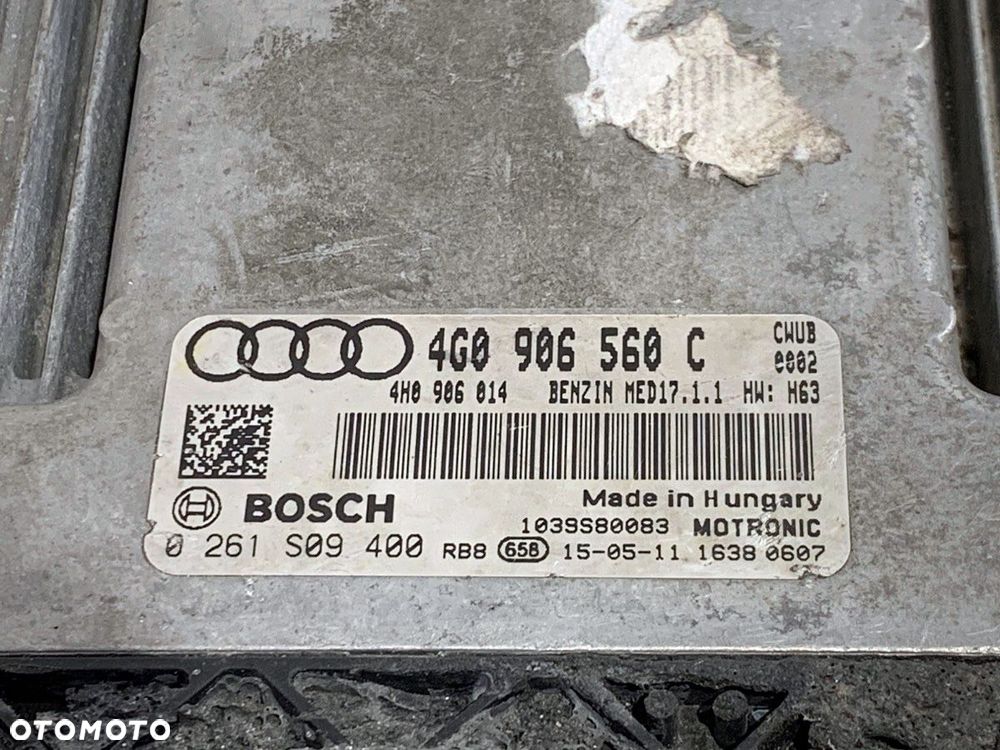 4G0 906 560 C CWUB
0002
4H0 906 014 BENZIN MED17.1.1 HW: H63
BOSCH Made in Hungary
1039S80083 MOTRONIC
0 261 S09 400 RB8 658 15-05-11 1638 0607
OTOMOTO